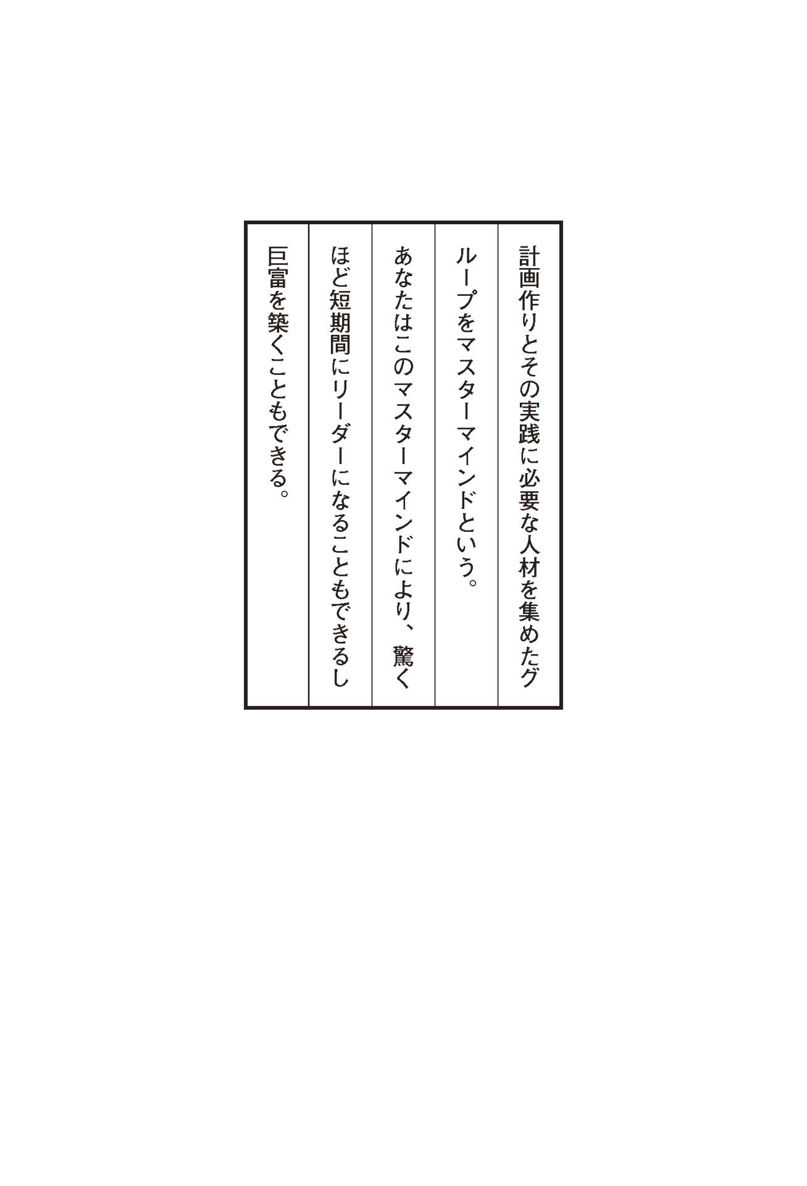 計画作りとその実践に必要な人材を集めたグ
ループをマスターマインドという。
あなたはこのマスターマインドにより、驚く
ほど短期間にリーダーになることもできるし
巨富を築くこともできる。